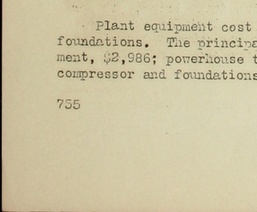 Plant equipment cost
foundations. The principa
ment, $2,986; powerhouse t
compressor and foundations
755